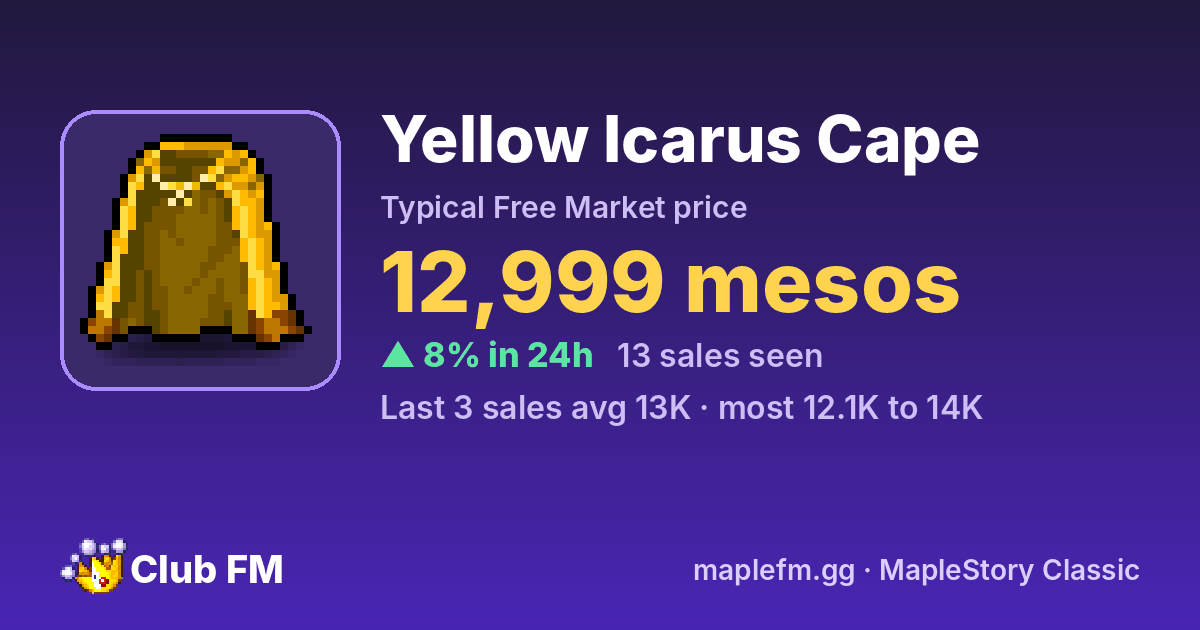 Yellow Icarus Cape
Typical Free Market price
12,999 mesos
▲ 8% in 24h 13 sales seen
Last 3 sales avg 13K · most 12.1K to 14K
Club FM
maplefm.gg · MapleStory Classic